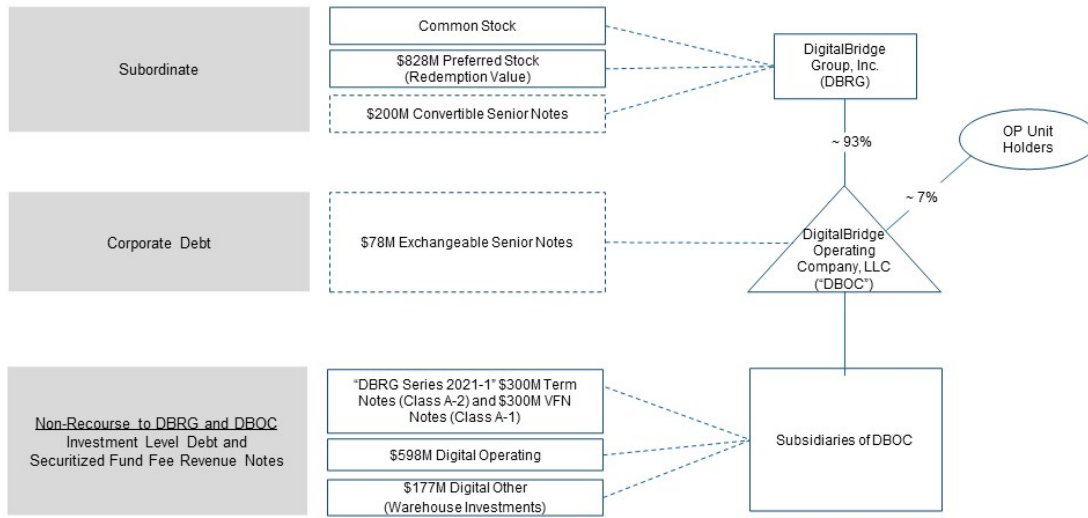 Subordinate
Common Stock
$828M Preferred Stock
(Redemption Value)
$200M Convertible Senior Notes
DigitalBridge
Group, Inc.
(DBRG)
~ 93%
OP Unit
Holders
~ 7%
Corporate Debt
$78M Exchangeable Senior Notes
DigitalBridge
Operating
Company, LLC
("DBOC")
Non-Recourse to DBRG and DBOC
Investment Level Debt and
Securitized Fund Fee Revenue Notes
“DBRG Series 2021-1” $300M Term
Notes (Class A-2) and $300M VFN
Notes (Class A-1)
$598M Digital Operating
$177M Digital Other
(Warehouse Investments)
Subsidiaries of DBOC